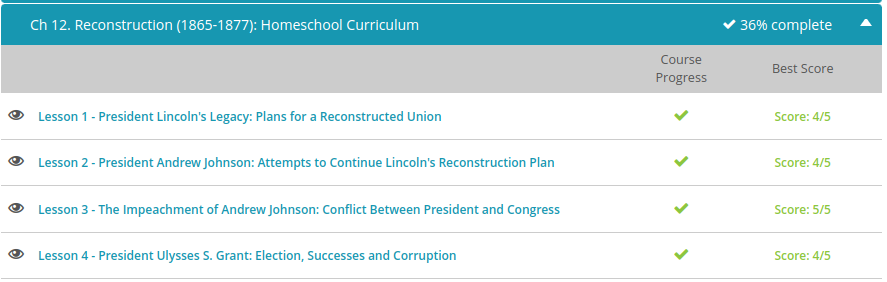 Ch 12. Reconstruction (1865-1877): Homeschool Curriculum 36% complete
Course Progress Best Score
Lesson 1 - President Lincoln's Legacy: Plans for a Reconstructed Union Score: 4/5
Lesson 2 - President Andrew Johnson: Attempts to Continue Lincoln's Reconstruction Plan Score: 4/5
Lesson 3 - The Impeachment of Andrew Johnson: Conflict Between President and Congress Score: 5/5
Lesson 4 - President Ulysses S. Grant: Election, Successes and Corruption Score: 4/5